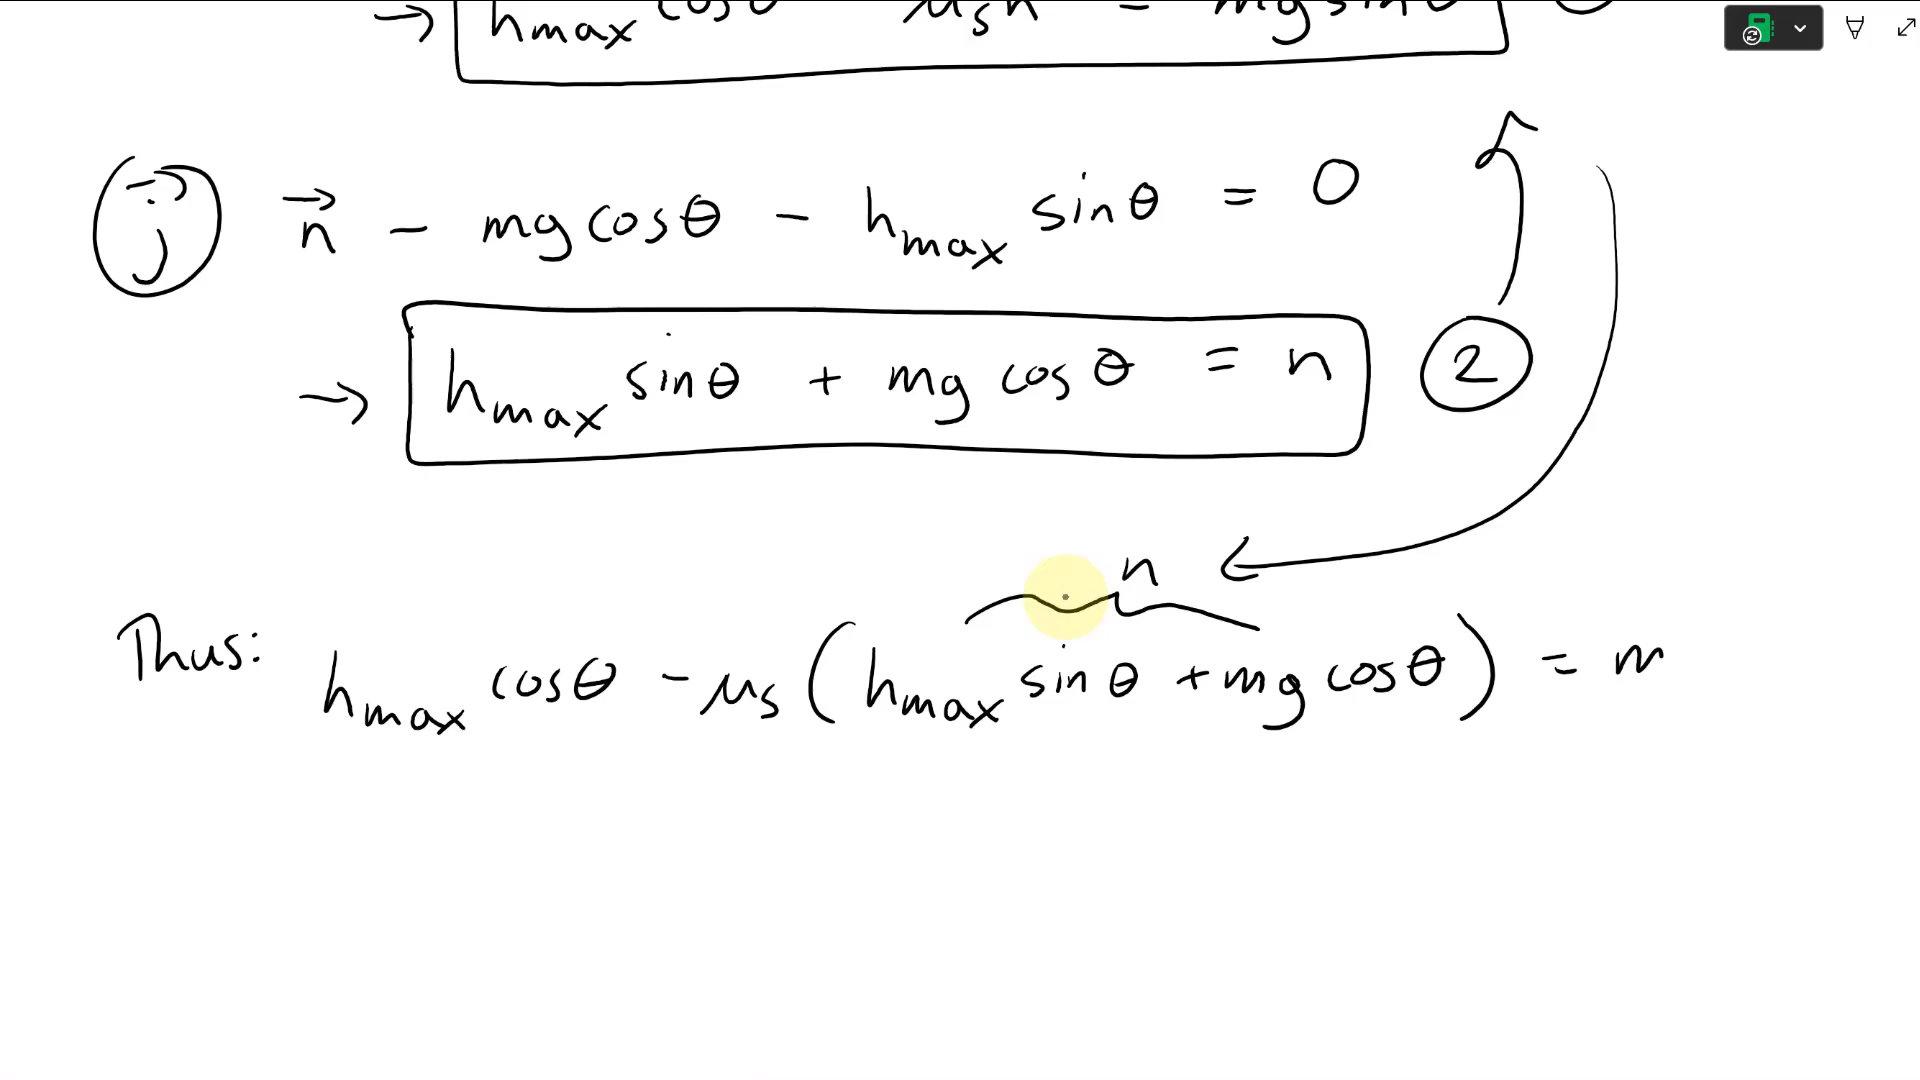 → hmax cosθ - μs n = mg sinθ
j⃗ n⃗ - mg cosθ - hmax sinθ = 0
→ hmax sinθ + mg cosθ = n ②
n
Thus: hmax cosθ - μs (hmax sinθ + mg cosθ) = m